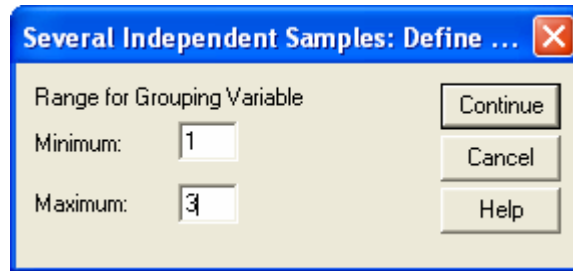 Several Independent Samples: Define ...
Range for Grouping Variable
Minimum: 1
Maximum: 3
Continue
Cancel
Help